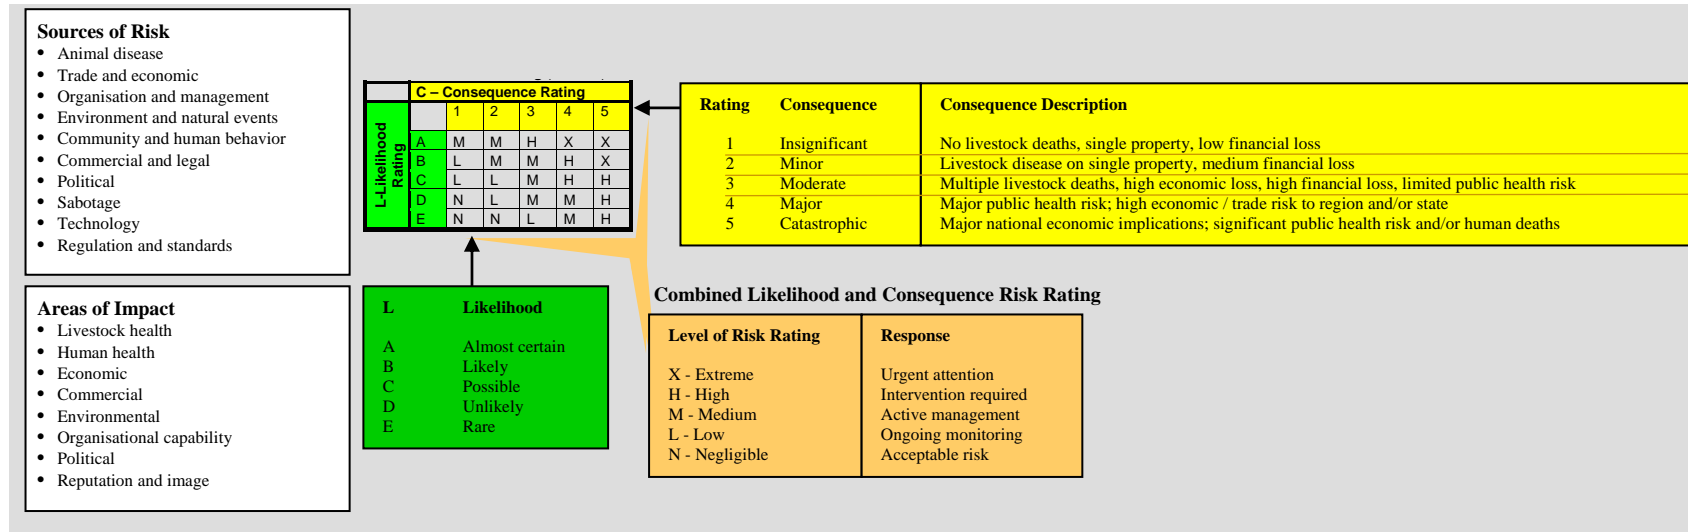 Sources of Risk
• Animal disease
• Trade and economic
• Organisation and management
• Environment and natural events
• Community and human behavior
• Commercial and legal
• Political
• Sabotage
• Technology
• Regulation and standards
C – Consequence Rating
L-Likelihood
Rating
1 2 3 4 5
A M M H X X
B L M M H X
C L L M H H
D N L M M H
E N N L M H
Rating Consequence Consequence Description
1 Insignificant No livestock deaths, single property, low financial loss
2 Minor Livestock disease on single property, medium financial loss
3 Moderate Multiple livestock deaths, high economic loss, high financial loss, limited public health risk
4 Major Major public health risk; high economic / trade risk to region and/or state
5 Catastrophic Major national economic implications; significant public health risk and/or human deaths
Areas of Impact
• Livestock health
• Human health
• Economic
• Commercial
• Environmental
• Organisational capability
• Political
• Reputation and image
L Likelihood
A Almost certain
B Likely
C Possible
D Unlikely
E Rare
Combined Likelihood and Consequence Risk Rating
Level of Risk Rating Response
X - Extreme Urgent attention
H - High Intervention required
M - Medium Active management
L - Low Ongoing monitoring
N - Negligible Acceptable risk